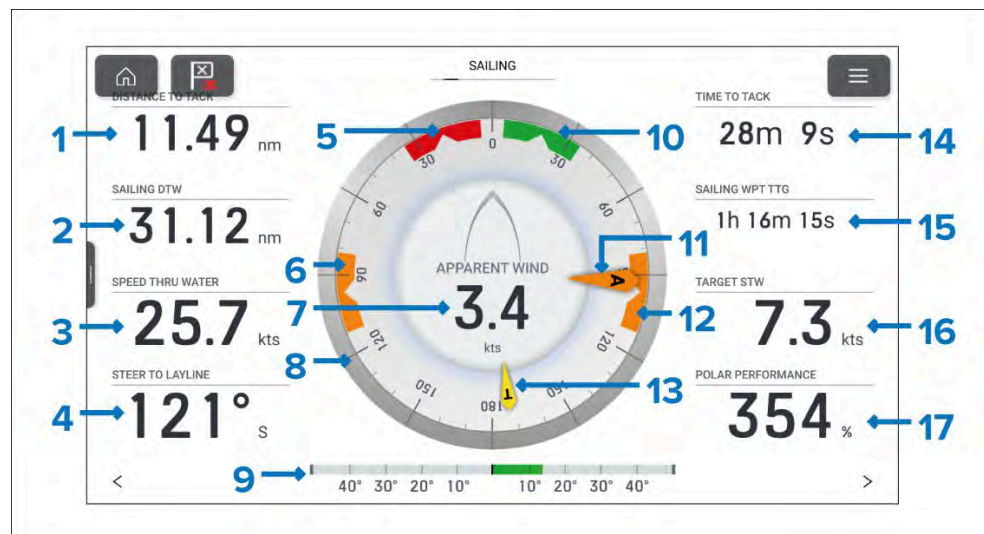 SAILING
DISTANCE TO TACK
1
11.49 nm
SAILING DTW
2
31.12 nm
SPEED THRU WATER
3
25.7 kts
STEER TO LAYLINE
4
121° S
5
10
0
30
30
60
60
6
90
11
A
APPARENT WIND
7
3.4
kts
12
8
120
120
150
150
180
T
13
9
40° 30° 20° 10° 10° 20° 30° 40°
<
>
TIME TO TACK
28m 9s
14
SAILING WPT TTG
1h 16m 15s
15
TARGET STW
7.3 kts
16
POLAR PERFORMANCE
354 %
17